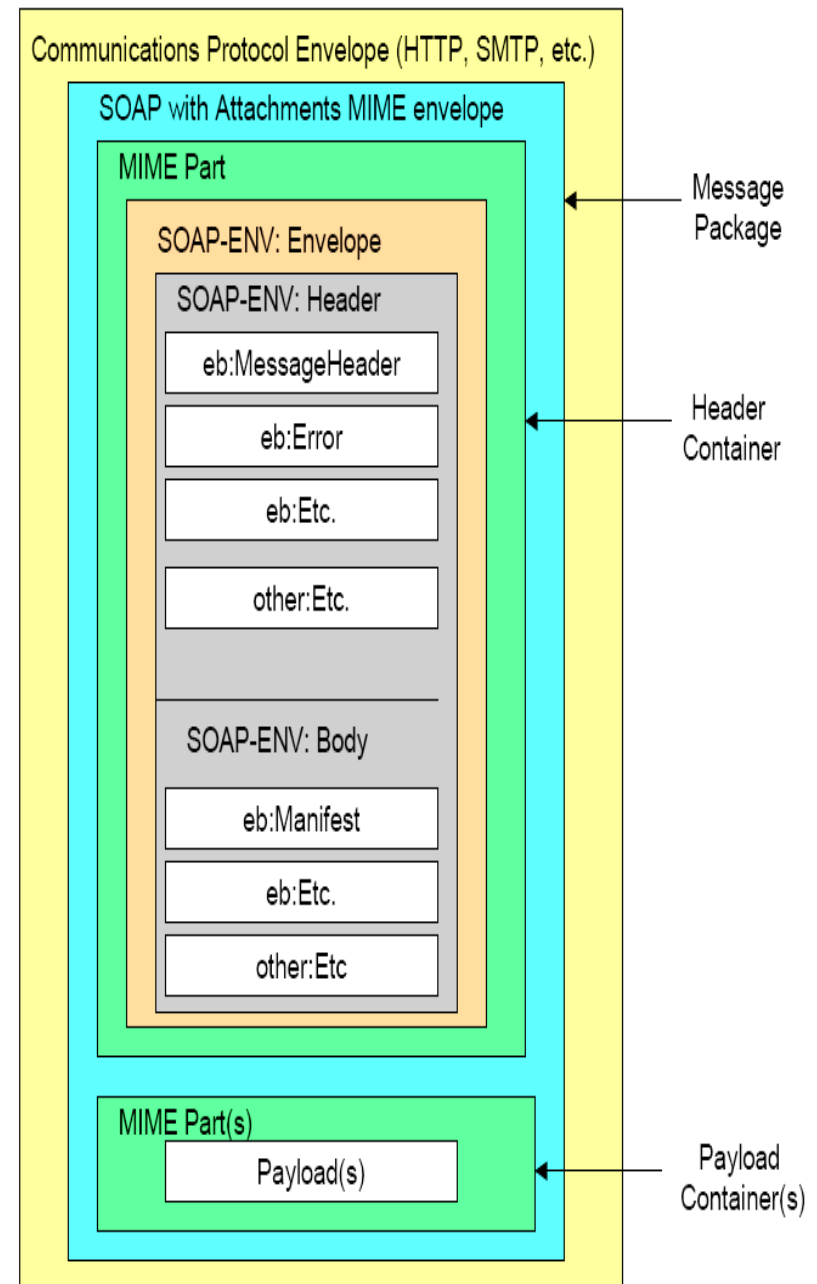 Communications Protocol Envelope (HTTP, SMTP, etc.)
SOAP with Attachments MIME envelope
MIME Part
Message
Package
SOAP-ENV: Envelope
SOAP-ENV: Header
eb:MessageHeader
Header
Container
eb:Error
eb:Etc.
other:Etc.
SOAP-ENV: Body
eb:Manifest
eb:Etc.
other:Etc
MIME Part(s)
Payload(s)
Payload
Container(s)